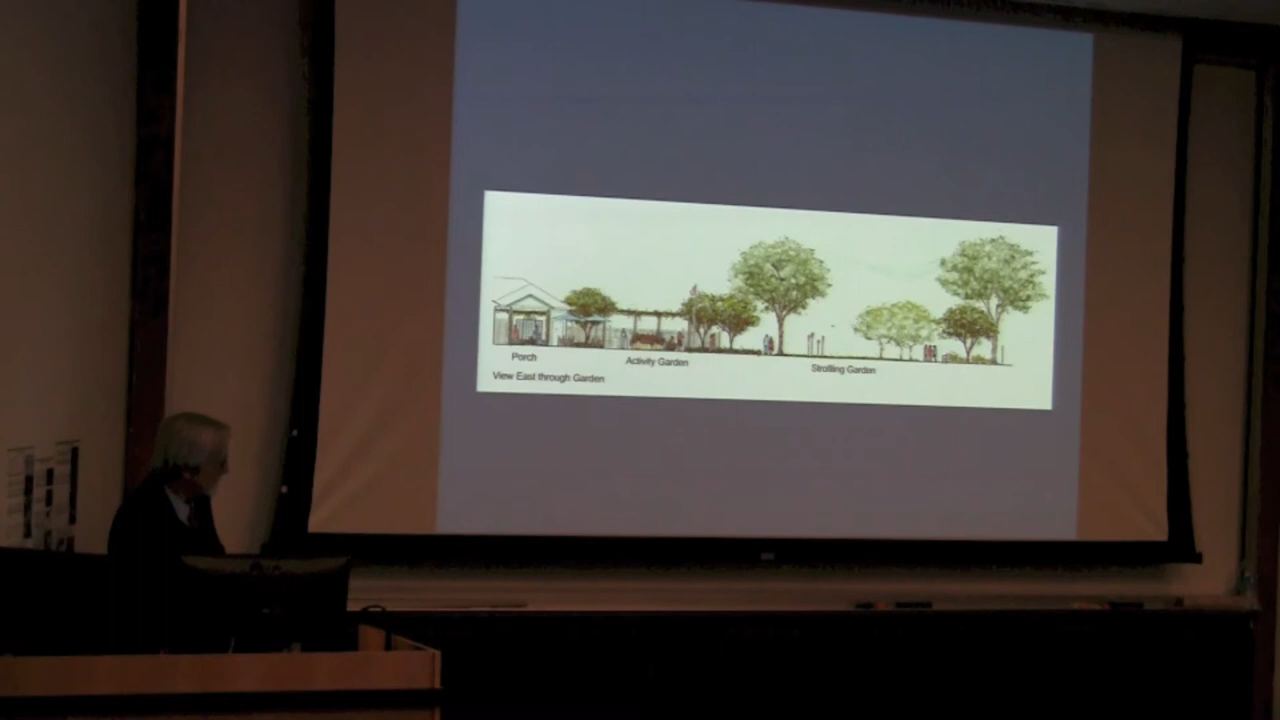 Porch
Activity Garden
Strolling Garden
View East through Garden